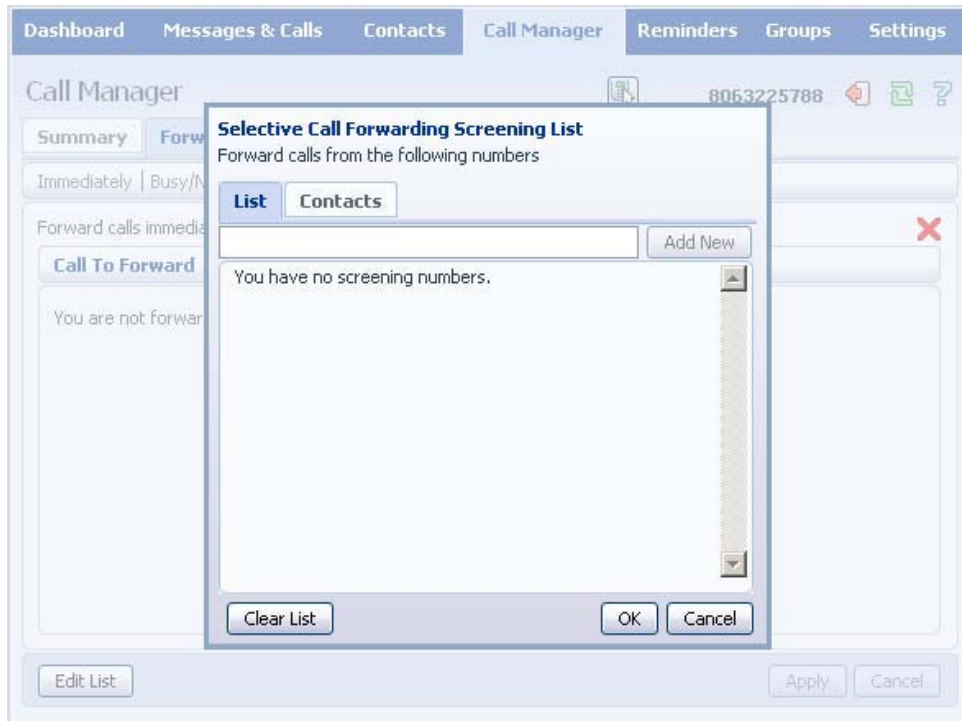 Dashboard Messages & Calls Contacts Call Manager Reminders Groups Settings
Call Manager 8063225788 ?
Summary Forw
Immediately | Busy/N
Forward calls immedia
Call To Forward
You are not forwar
Selective Call Forwarding Screening List
Forward calls from the following numbers
List Contacts
Add New
You have no screening numbers.
Clear List OK Cancel
Edit List Apply Cancel